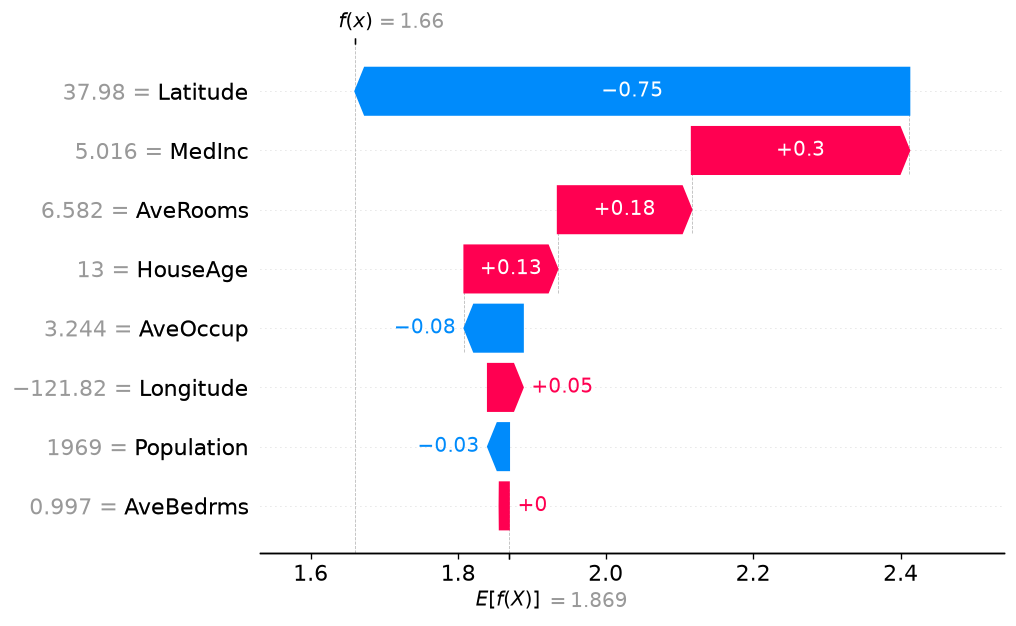 f(x) = 1.66
37.98 = Latitude
−0.75
5.016 = MedInc
+0.3
6.582 = AveRooms
+0.18
13 = HouseAge
+0.13
3.244 = AveOccup
−0.08
−121.82 = Longitude
+0.05
1969 = Population
−0.03
0.997 = AveBedrms
+0
1.6 1.8 2.0 2.2 2.4
E[f(X)] = 1.869